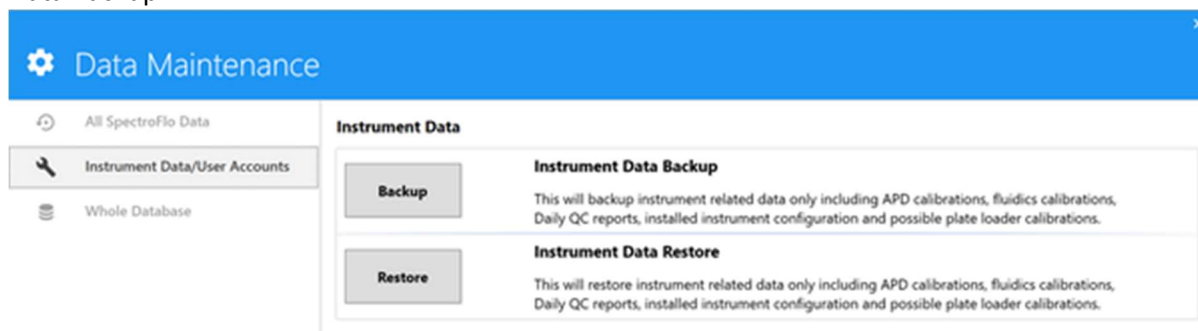 Data Maintenance
All SpectroFlo Data
Instrument Data/User Accounts
Whole Database
Instrument Data
Backup
Instrument Data Backup
This will backup instrument related data only including APD calibrations, fluidics calibrations,
Daily QC reports, installed instrument configuration and possible plate loader calibrations.
Restore
Instrument Data Restore
This will restore instrument related data only including APD calibrations, fluidics calibrations,
Daily QC reports, installed instrument configuration and possible plate loader calibrations.